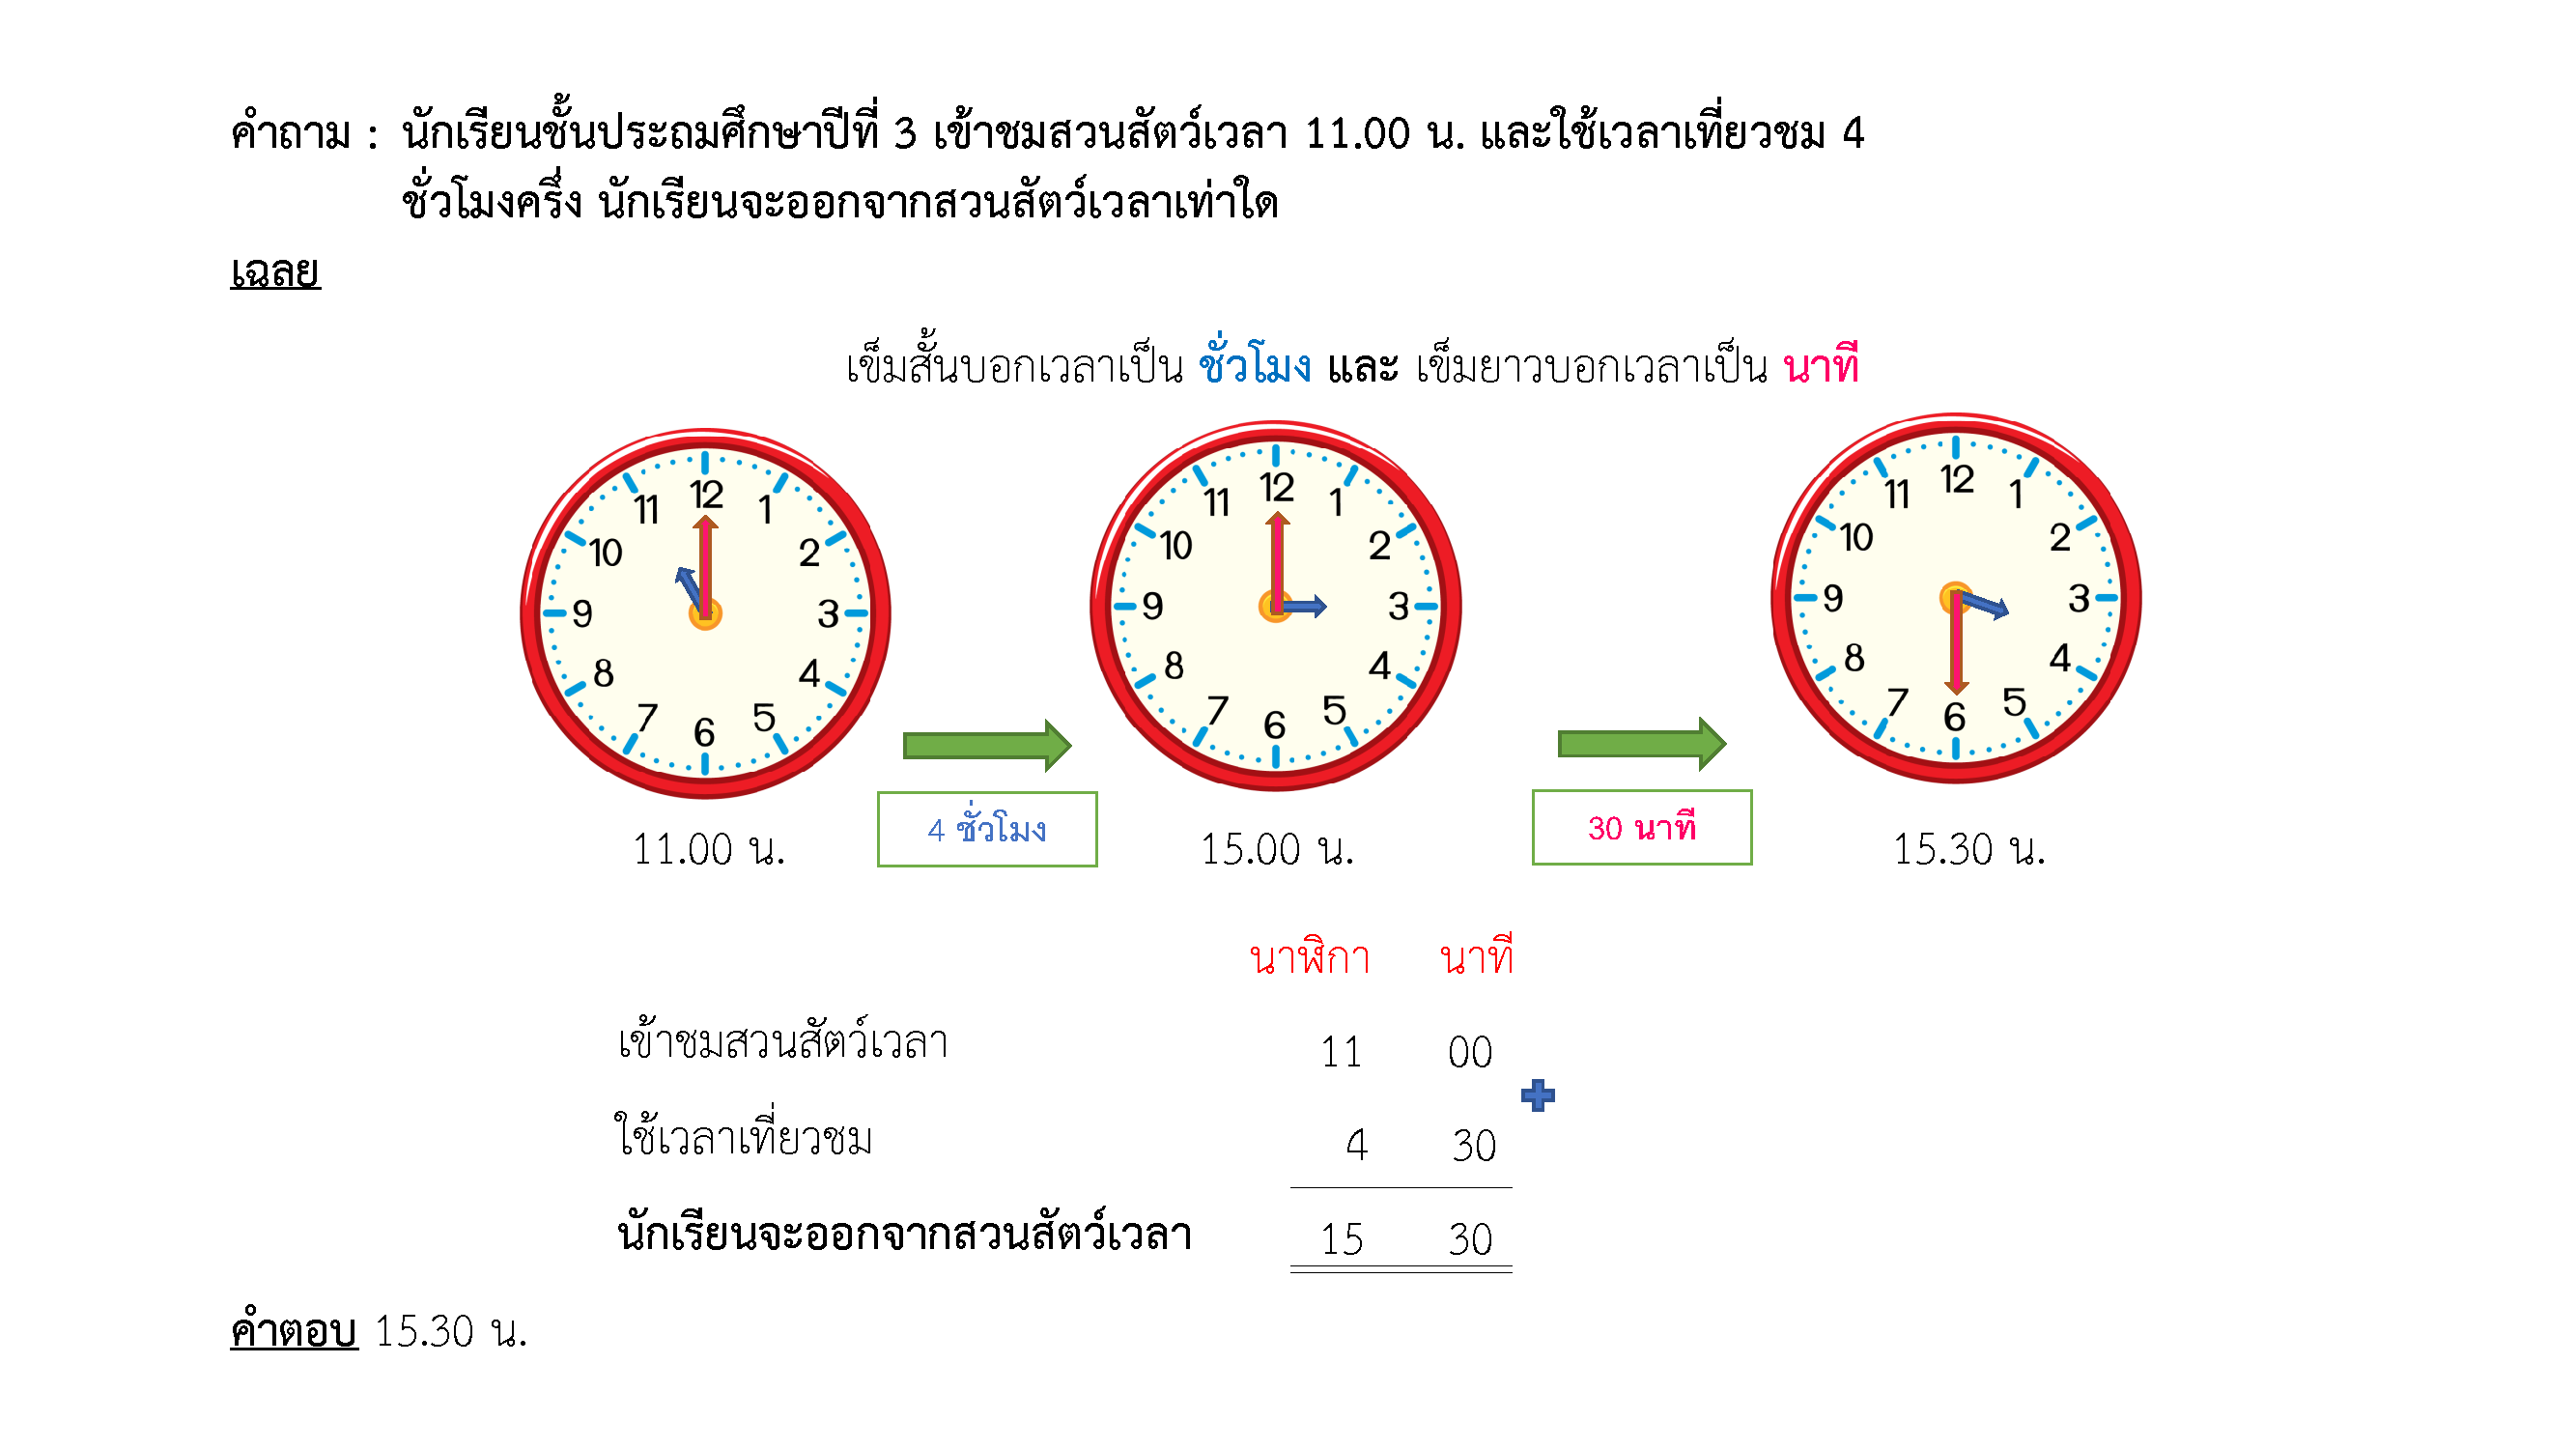 คำถาม : นักเรียนชั้นประถมศึกษาปีที่ 3 เข้าชมสวนสัตว์เวลา 11.00 น. และใช้เวลาเที่ยวชม 4
ชั่วโมงครึ่ง นักเรียนจะออกจากสวนสัตว์เวลาเท่าใด
เฉลย
เข็มสั้นบอกเวลาเป็น ชั่วโมง และ เข็มยาวบอกเวลาเป็น นาที
12 1 2 3 4 5 6 7 8 9 10 11
12 1 2 3 4 5 6 7 8 9 10 11
12 1 2 3 4 5 6 7 8 9 10 11
4 ชั่วโมง 30 นาที
11.00 น. 15.00 น. 15.30 น.
นาฬิกา นาที
เข้าชมสวนสัตว์เวลา 11 00
ใช้เวลาเที่ยวชม 4 30
นักเรียนจะออกจากสวนสัตว์เวลา 15 30
คำตอบ 15.30 น.